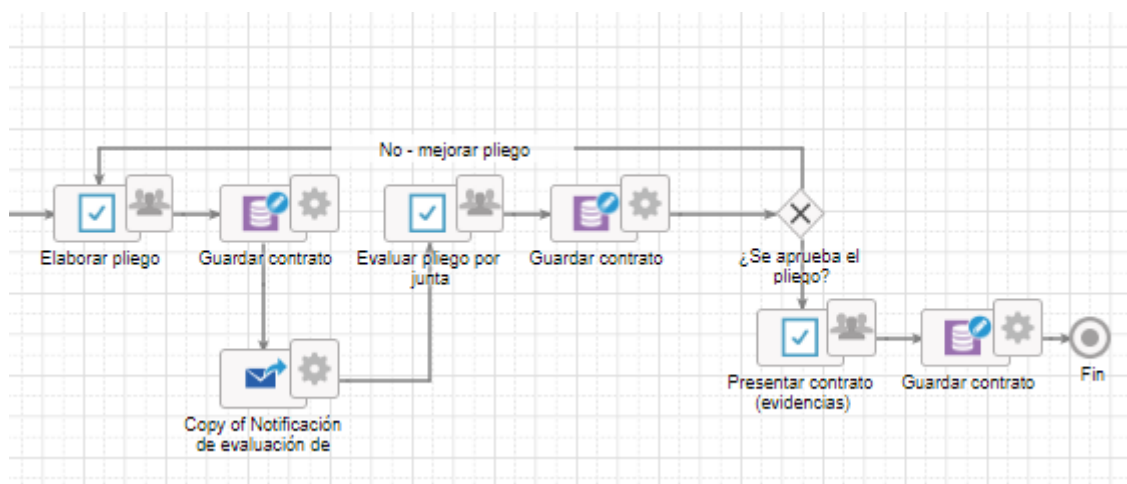 No - mejorar pliego
Elaborar pliego
Guardar contrato
Evaluar pliego por
junta
Guardar contrato
¿Se aprueba el
pliego?
Copy of Notificación
de evaluación de
Presentar contrato
(evidencias)
Guardar contrato
Fin